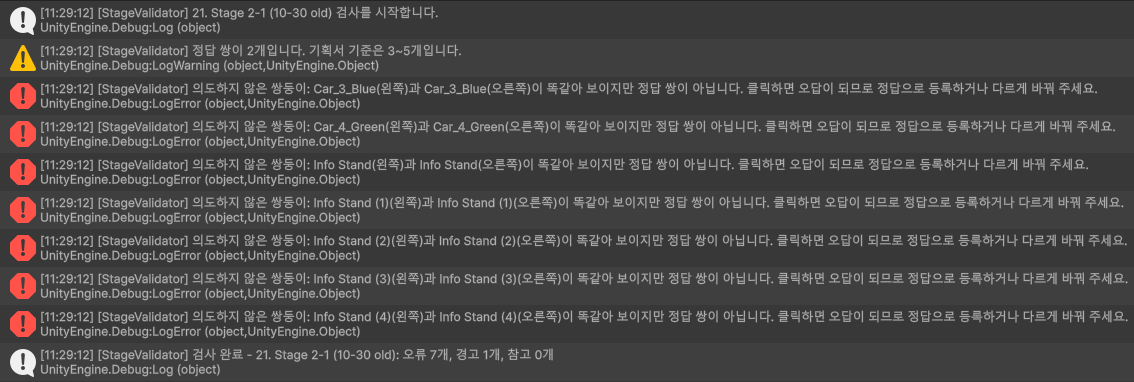 [11:29:12] [StageValidator] 21. Stage 2-1 (10-30 old) 검사를 시작합니다.
UnityEngine.Debug:Log (object)
[11:29:12] [StageValidator] 정답 쌍이 2개입니다. 기획서 기준은 3~5개입니다.
UnityEngine.Debug:LogWarning (object,UnityEngine.Object)
[11:29:12] [StageValidator] 의도하지 않은 쌍둥이: Car_3_Blue(왼쪽)과 Car_3_Blue(오른쪽)이 똑같아 보이지만 정답 쌍이 아닙니다. 클릭하면 오답이 되므로 정답으로 등록하거나 다르게 바꿔 주세요.
UnityEngine.Debug:LogError (object,UnityEngine.Object)
[11:29:12] [StageValidator] 의도하지 않은 쌍둥이: Car_4_Green(왼쪽)과 Car_4_Green(오른쪽)이 똑같아 보이지만 정답 쌍이 아닙니다. 클릭하면 오답이 되므로 정답으로 등록하거나 다르게 바꿔 주세요.
UnityEngine.Debug:LogError (object,UnityEngine.Object)
[11:29:12] [StageValidator] 의도하지 않은 쌍둥이: Info Stand(왼쪽)과 Info Stand(오른쪽)이 똑같아 보이지만 정답 쌍이 아닙니다. 클릭하면 오답이 되므로 정답으로 등록하거나 다르게 바꿔 주세요.
UnityEngine.Debug:LogError (object,UnityEngine.Object)
[11:29:12] [StageValidator] 의도하지 않은 쌍둥이: Info Stand (1)(왼쪽)과 Info Stand (1)(오른쪽)이 똑같아 보이지만 정답 쌍이 아닙니다. 클릭하면 오답이 되므로 정답으로 등록하거나 다르게 바꿔 주세요.
UnityEngine.Debug:LogError (object,UnityEngine.Object)
[11:29:12] [StageValidator] 의도하지 않은 쌍둥이: Info Stand (2)(왼쪽)과 Info Stand (2)(오른쪽)이 똑같아 보이지만 정답 쌍이 아닙니다. 클릭하면 오답이 되므로 정답으로 등록하거나 다르게 바꿔 주세요.
UnityEngine.Debug:LogError (object,UnityEngine.Object)
[11:29:12] [StageValidator] 의도하지 않은 쌍둥이: Info Stand (3)(왼쪽)과 Info Stand (3)(오른쪽)이 똑같아 보이지만 정답 쌍이 아닙니다. 클릭하면 오답이 되므로 정답으로 등록하거나 다르게 바꿔 주세요.
UnityEngine.Debug:LogError (object,UnityEngine.Object)
[11:29:12] [StageValidator] 의도하지 않은 쌍둥이: Info Stand (4)(왼쪽)과 Info Stand (4)(오른쪽)이 똑같아 보이지만 정답 쌍이 아닙니다. 클릭하면 오답이 되므로 정답으로 등록하거나 다르게 바꿔 주세요.
UnityEngine.Debug:LogError (object,UnityEngine.Object)
[11:29:12] [StageValidator] 검사 완료 - 21. Stage 2-1 (10-30 old): 오류 7개, 경고 1개, 참고 0개
UnityEngine.Debug:Log (object)